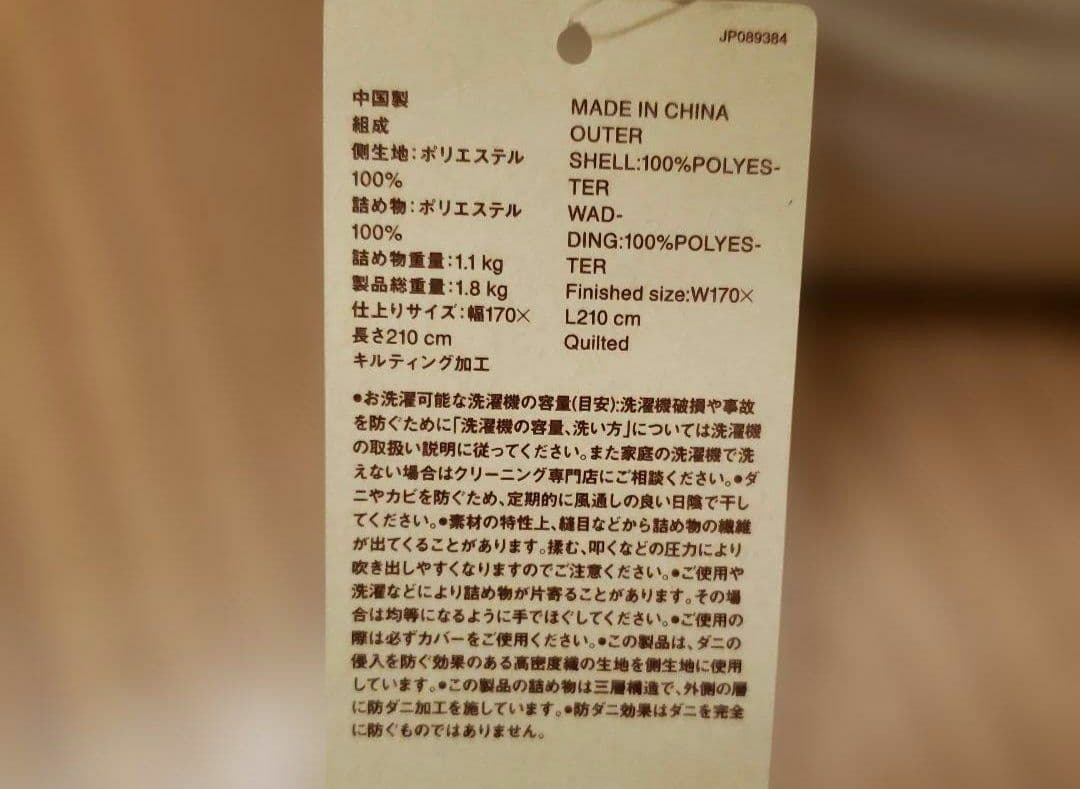 JP089384
中国製
組成
側生地:ポリエステル
100%
詰め物:ポリエステル
100%
詰め物重量:1.1 kg
製品総重量:1.8 kg
仕上りサイズ:幅170×
長さ210 cm
キルティング加工
MADE IN CHINA
OUTER
SHELL:100%POLYES-
TER
WAD-
DING:100%POLYES-
TER
Finished size:W170×
L210 cm
Quilted
●お洗濯可能な洗濯機の容量(目安):洗濯機破損や事故
を防ぐために「洗濯機の容量、洗い方」については洗濯機
の取扱い説明に従ってください。また家庭の洗濯機で洗
えない場合はクリーニング専門店にご相談ください。●ダ
ニやカビを防ぐため、定期的に風通しの良い日陰で干し
てください。●素材の特性上、縫目などから詰め物の繊維
が出てくることがあります。揉む、叩くなどの圧力により
吹き出しやすくなりますのでご注意ください。●ご使用や
洗濯などにより詰め物が片寄ることがあります。その場
合は均等になるように手でほぐしてください。●ご使用の
際は必ずカバーをご使用ください。●この製品は、ダニの
侵入を防ぐ効果のある高密度織の生地を側生地に使用
しています。●この製品の詰め物は三層構造で、外側の層
に防ダニ加工を施しています。●防ダニ効果はダニを完全
に防ぐものではありません。